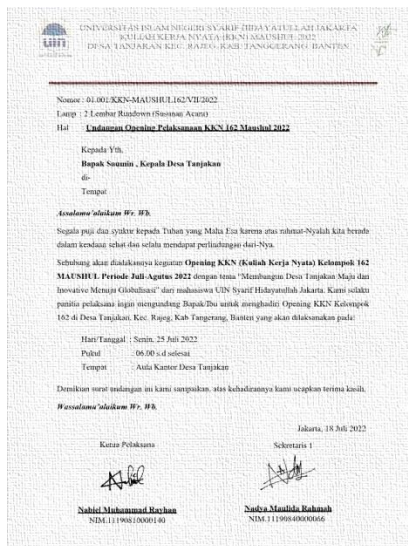 UNIVERSITAS ISLAM NEGERI SYARIF HIDAYATULLAH JAKARTA
KULIAH KERJA NYATA (KKN) MAUSHUL 2022
DESA TANJAKAN KEC. RAJEG KAB. TANGGERANG BANTEN
uin
Nomor : 01.001/KKN-MAUSHUL162/VII/2022
Lamp : 2 Lembar Rundown (Susunan Acara)
Hal : Undangan Opening Pelaksanaan KKN 162 Maushul 2022
Kepada Yth,
Bapak Saumin , Kepala Desa Tanjakan
di-
Tempat
Assalamu'alaikum Wr. Wb.
Segala puji dan syukur kepada Tuhan yang Maha Esa karena atas rahmat-Nyalah kita berada
dalam keadaan sehat dan selalu mendapat perlindungan dari-Nya.
Sehubung akan diadakannya kegiatan Opening KKN (Kuliah Kerja Nyata) Kelompok 162
MAUSHUL Periode Juli-Agutus 2022 dengan tema "Membangun Desa Tanjakan Maju dan
Inovative Menuju Globalisasi" dari mahasiswa UIN Syarif Hidayatullah Jakarta. Kami selaku
panitia pelaksana ingin mengundang Bapak/Ibu untuk menghadiri Opening KKN Kelompok
162 di Desa Tanjakan, Kec. Rajeg, Kab Tangerang, Banten yang akan dilaksanakan pada:
Hari/Tanggal : Senin, 25 Juli 2022
Pukul : 06.00 s.d selesai
Tempat : Aula Kantor Desa Tanjakan
Demikian surat undangan ini kami sampaikan, atas kehadirannya kami ucapkan terima kasih.
Wassalamu'alaikum Wr. Wb.
Jakarta, 18 Juli 2022
Ketua Pelaksana
Sekretaris 1
Nabiel Muhammad Rayhan
NIM.11190810000140
Nadya Maulida Rahmah
NIM.11190840000066